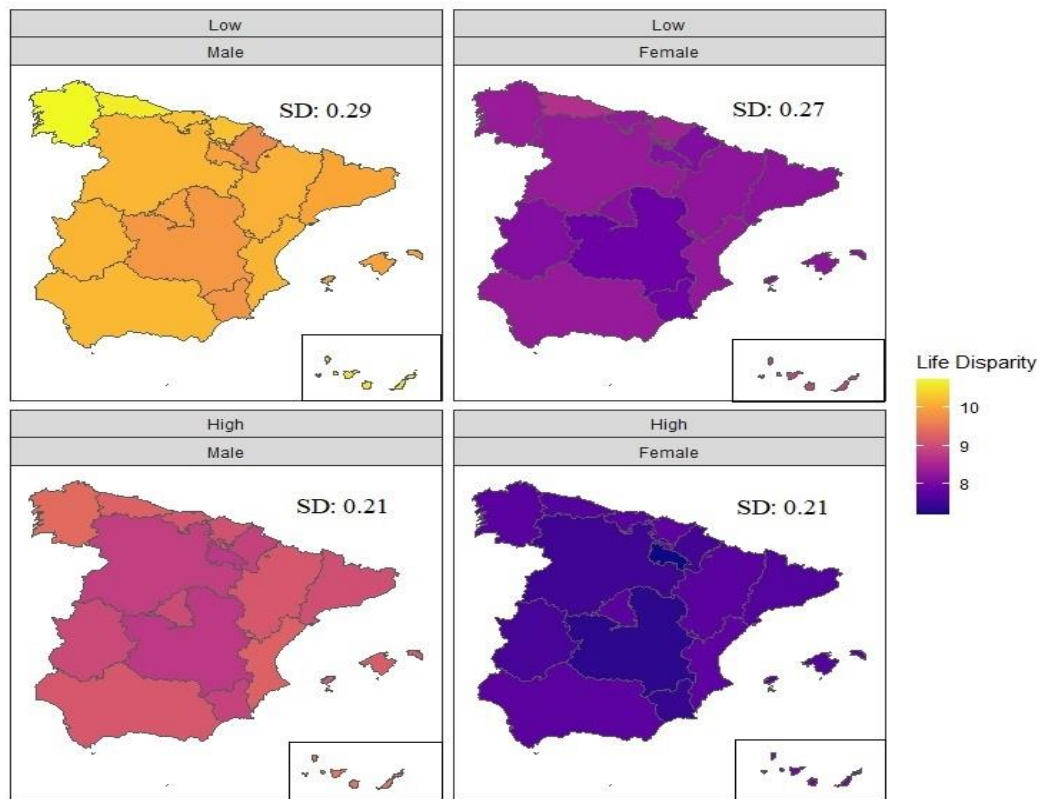 Low
Male
SD: 0.29
Low
Female
SD: 0.27
High
Male
SD: 0.21
High
Female
SD: 0.21
Life Disparity
10
9
8